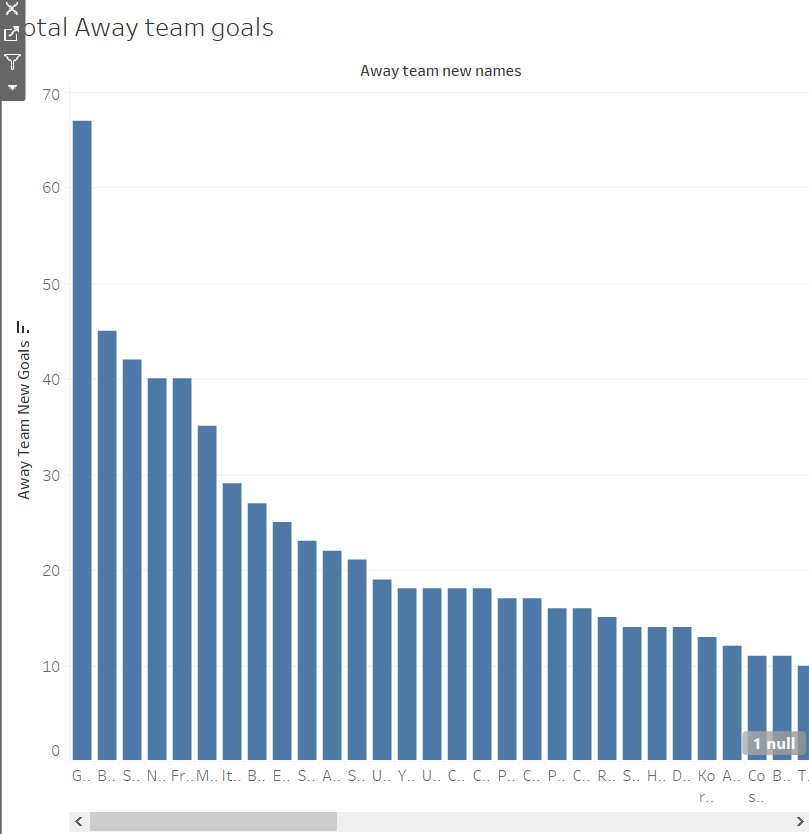 otal Away team goals
Away team new names
70
60
50
40
30
20
10
0
Away Team New Goals
1 null
G.. B.. S.. N.. Fr.. M.. It.. B.. E.. S.. A.. S.. U.. Y.. U.. C.. C.. P.. C.. P.. C.. R.. S.. H.. D.. Ko A.. Co B.. T.
r.. s..